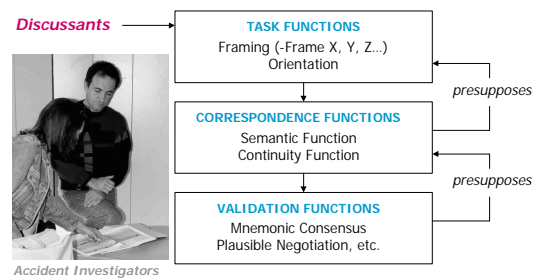 Discussants
TASK FUNCTIONS
Framing (-Frame X, Y, Z...)
Orientation
presupposes
CORRESPONDENCE FUNCTIONS
Semantic Function
Continuity Function
presupposes
VALIDATION FUNCTIONS
Mnemonic Consensus
Plausible Negotiation, etc.
Accident Investigators